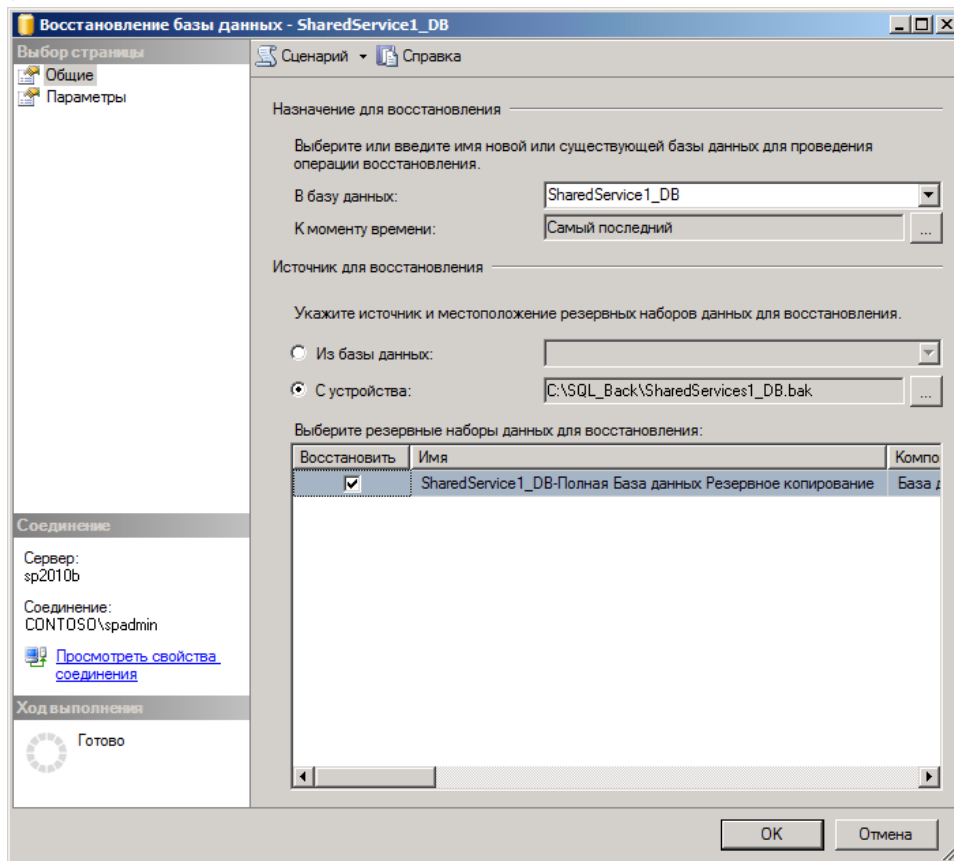 Восстановление базы данных - SharedService1_DB
Выбор страницы
Общие
Параметры
Сценарий
Справка
Назначение для восстановления
Выберите или введите имя новой или существующей базы данных для проведения
операции восстановления.
В базу данных:
SharedService1_DB
К моменту времени:
Самый последний
...
Источник для восстановления
Укажите источник и местоположение резервных наборов данных для восстановления.
Из базы данных:
С устройства:
C:\SQL_Back\SharedServices1_DB.bak
...
Выберите резервные наборы данных для восстановления:
Восстановить Имя Компо
SharedService1_DB-Полная База данных Резервное копирование База д
Соединение
Сервер:
sp2010b
Соединение:
CONTOSO\spadmin
Просмотреть свойства
соединения
Ход выполнения
Готово
OK Отмена